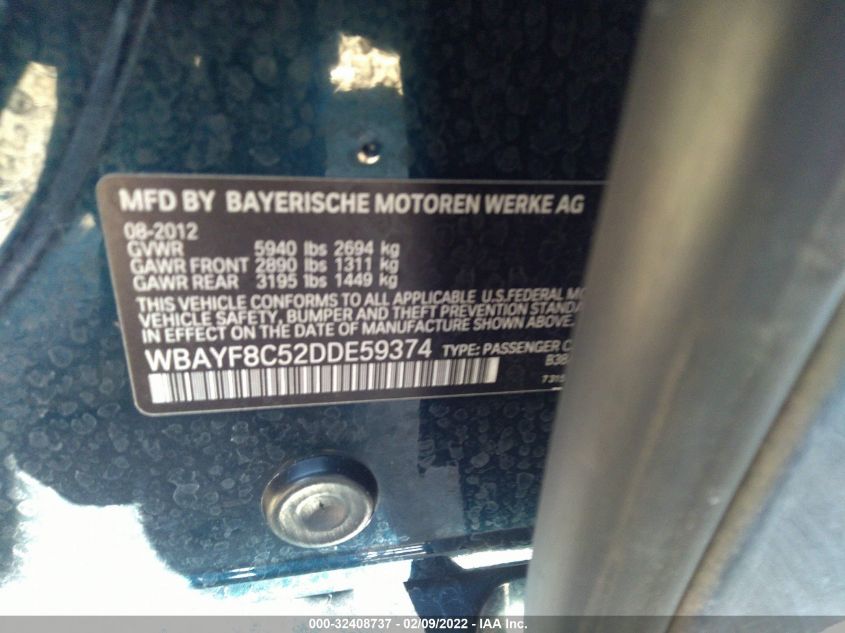 MFD BY BAYERISCHE MOTOREN WERKE AG
08-2012
GVWR 5940 lbs 2694 kg
GAWR FRONT 2890 lbs 1311 kg
GAWR REAR 3195 lbs 1449 kg
THIS VEHICLE CONFORMS TO ALL APPLICABLE U.S.FEDERAL
VEHICLE SAFETY, BUMPER AND THEFT PREVENTION
IN EFFECT ON THE DATE OF MANUFACTURE SHOWN ABOVE.
WBAYF8C52DDE59374 TYPE: PASSENGER
000-32408737 - 02/09/2022 - IAA Inc.